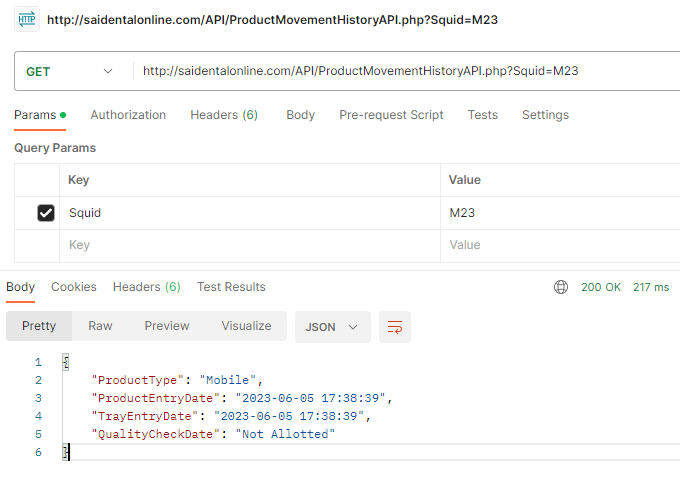 HTTP http://saidentalonline.com/API/ProductMovementHistoryAPI.php?Squid=M23
GET http://saidentalonline.com/API/ProductMovementHistoryAPI.php?Squid=M23
Params Authorization Headers (6) Body Pre-request Script Tests Settings
Query Params
Key Value
Squid M23
Key Value
Body Cookies Headers (6) Test Results 200 OK 217 ms
Pretty Raw Preview Visualize JSON
1 {
2 "ProductType": "Mobile",
3 "ProductEntryDate": "2023-06-05 17:38:39",
4 "TrayEntryDate": "2023-06-05 17:38:39",
5 "QualityCheckDate": "Not Allotted"
6 }